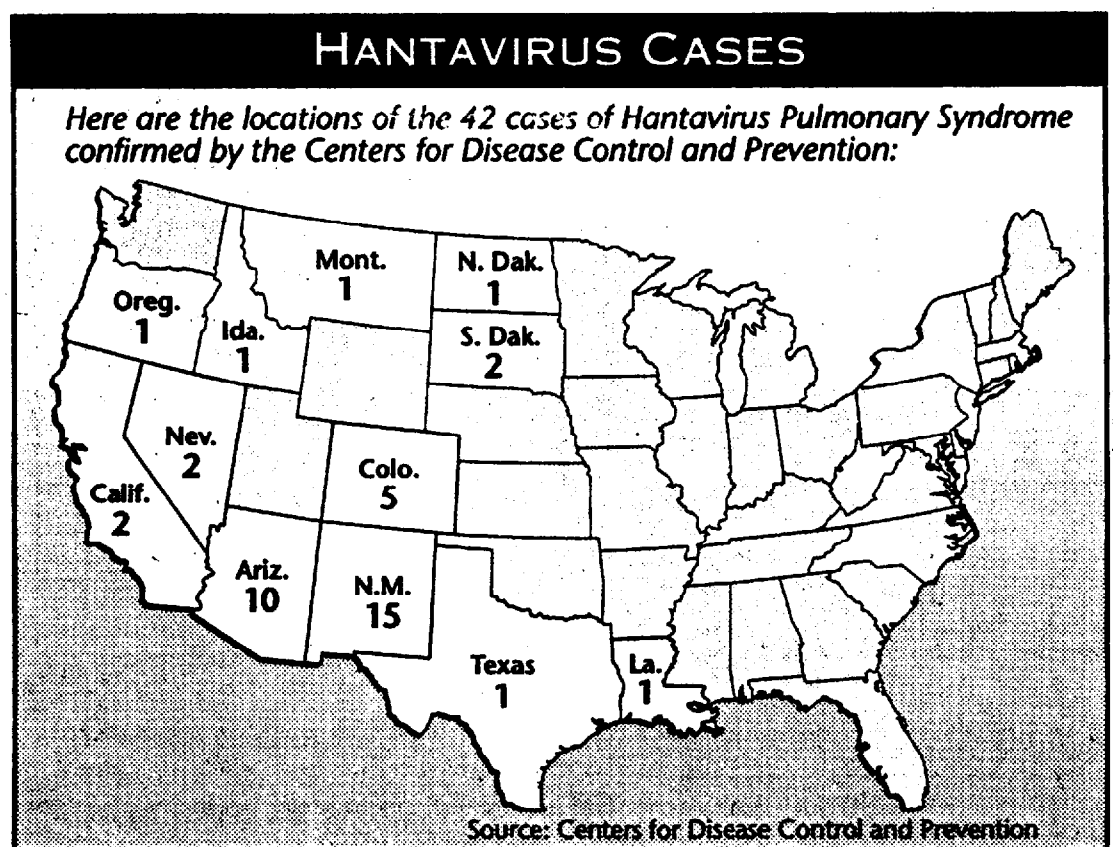 HANTAVIRUS CASES
Here are the locations of the 42 cases of Hantavirus Pulmonary Syndrome
confirmed by the Centers for Disease Control and Prevention:
Mont.
1
N. Dak.
1
Oreg.
1
Ida.
1
S. Dak.
2
Nev.
2
Colo.
5
Calif.
2
Ariz.
10
N.M.
15
Texas
1
La.
1
Source: Centers for Disease Control and Prevention